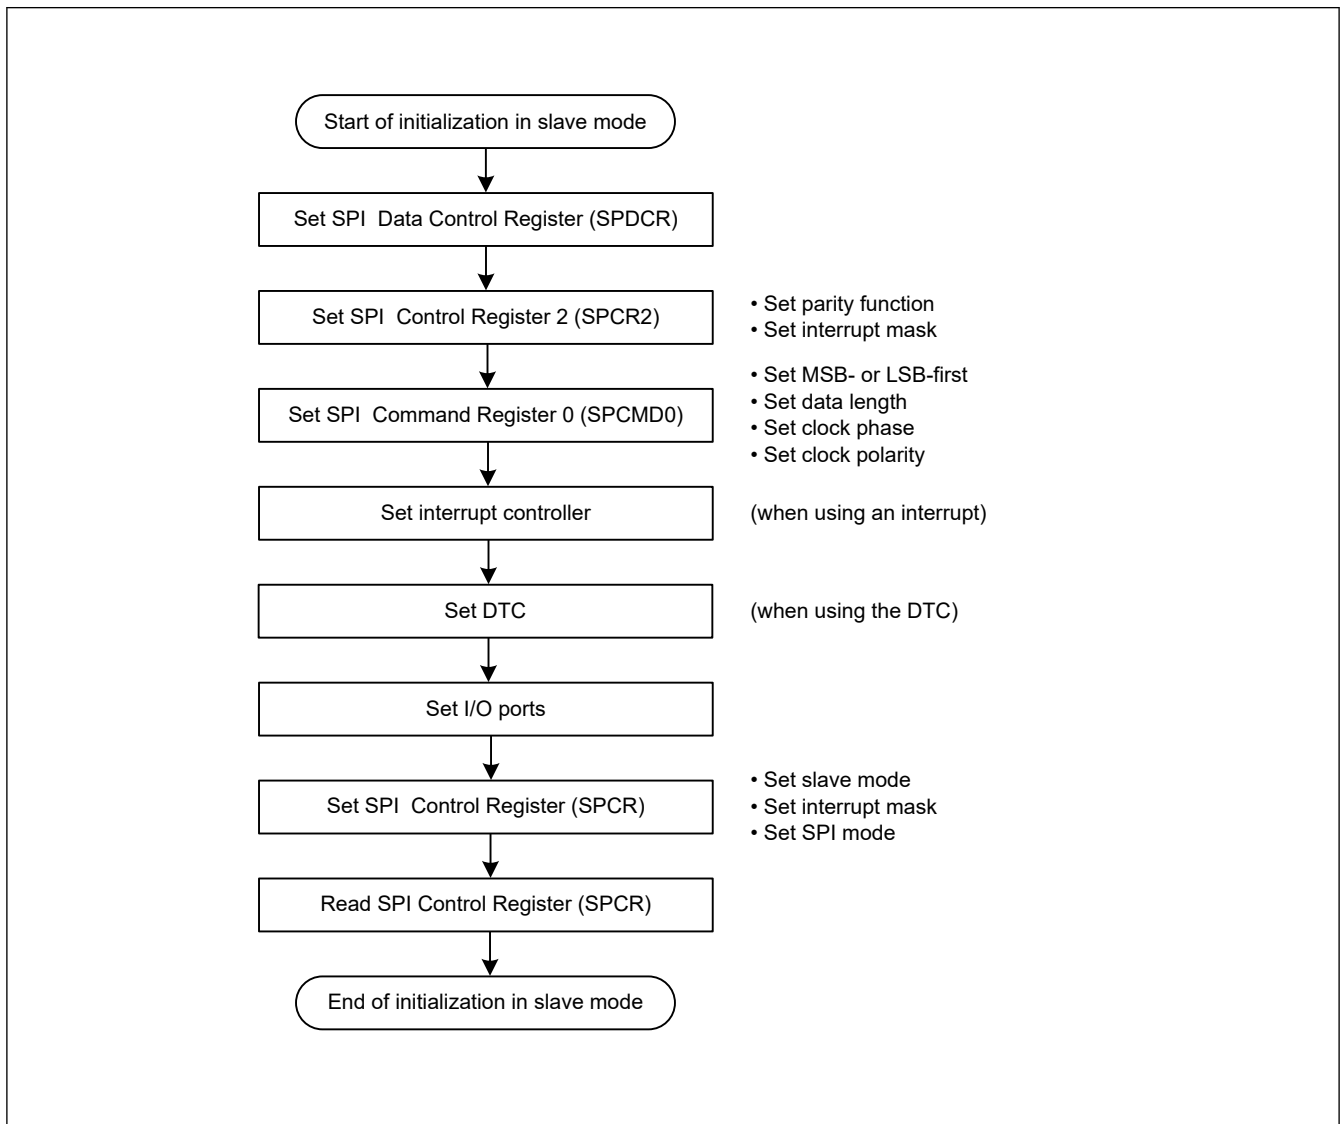 Start of initialization in slave mode
Set SPI  Data Control Register (SPDCR)
Set SPI  Control Register 2 (SPCR2)
• Set parity function
• Set interrupt mask
Set SPI  Command Register 0 (SPCMD0)
• Set MSB- or LSB-first
• Set data length
• Set clock phase
• Set clock polarity
Set interrupt controller
(when using an interrupt)
Set DTC
(when using the DTC)
Set I/O ports
Set SPI  Control Register (SPCR)
• Set slave mode
• Set interrupt mask
• Set SPI mode
Read SPI Control Register (SPCR)
End of initialization in slave mode